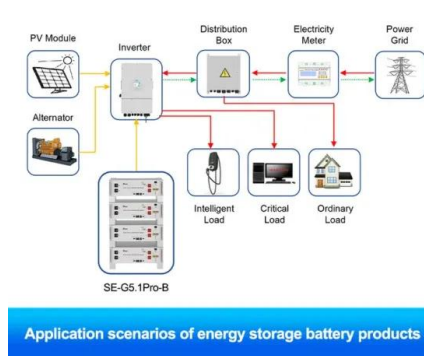 PV Module
Inverter
Distribution
Box
Electricity
Meter
Power
Grid
Alternator
Intelligent
Load
Critical
Load
Ordinary
Load
SE-G5.1Pro-B
Application scenarios of energy storage battery products